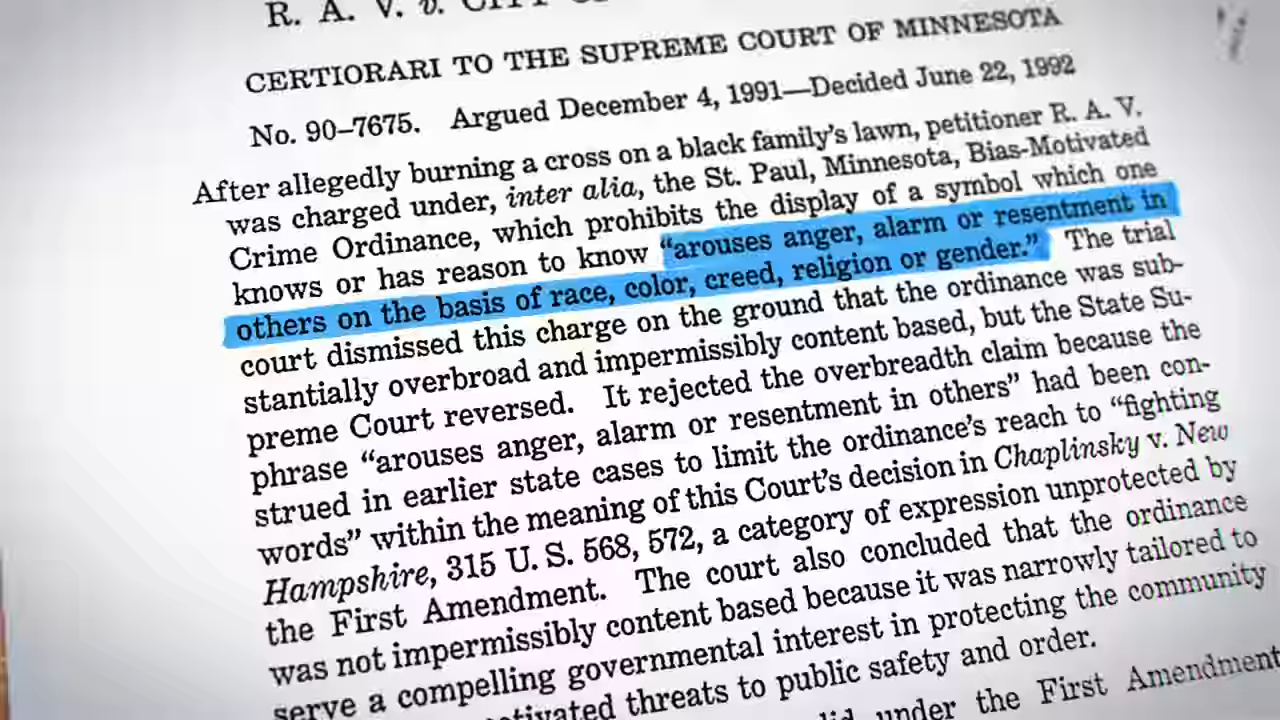 R. A. V. v. CITY
CERTIORARI TO THE SUPREME COURT OF MINNESOTA
No. 90–7675. Argued December 4, 1991—Decided June 22, 1992
After allegedly burning a cross on a black family's lawn, petitioner R. A. V.
was charged under, inter alia, the St. Paul, Minnesota, Bias-Motivated
Crime Ordinance, which prohibits the display of a symbol which one
knows or has reason to know “arouses anger, alarm or resentment in
others on the basis of race, color, creed, religion or gender.” The trial
court dismissed this charge on the ground that the ordinance was sub-
stantially overbroad and impermissibly content based, but the State Su-
preme Court reversed. It rejected the overbreadth claim because the
phrase “arouses anger, alarm or resentment in others” had been con-
strued in earlier state cases to limit the ordinance's reach to “fighting
words” within the meaning of this Court's decision in Chaplinsky v. New
Hampshire, 315 U. S. 568, 572, a category of expression unprotected by
the First Amendment. The court also concluded that the ordinance
was not impermissibly content based because it was narrowly tailored to
serve a compelling governmental interest in protecting the community
threats to public safety and order.
under the First Amendment